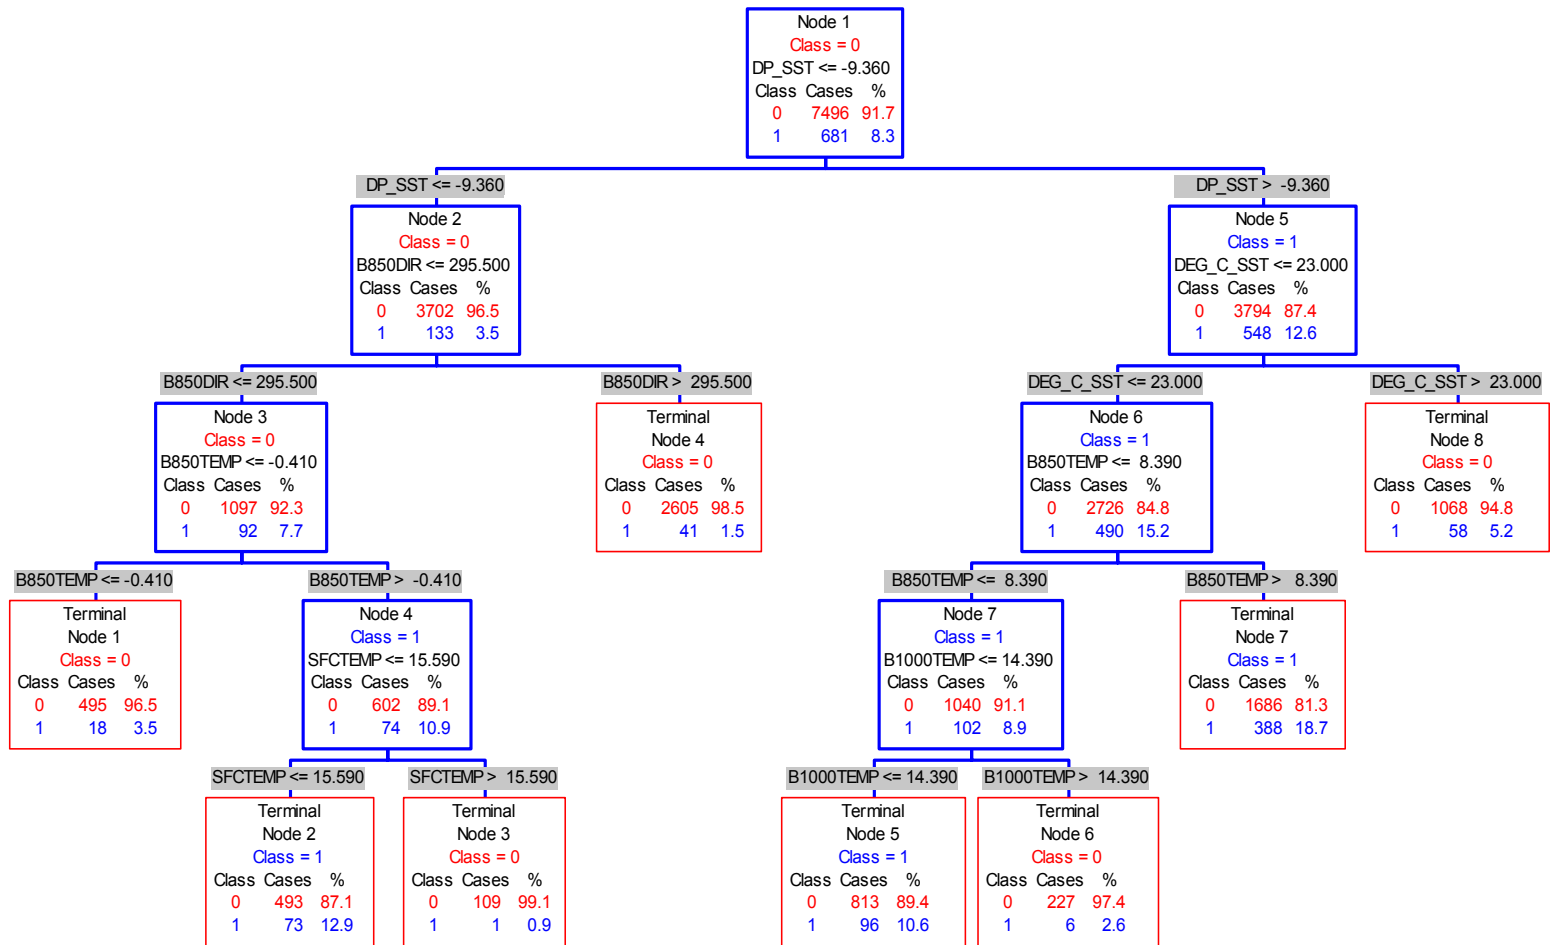 Node 1
Class = 0
DP_SST <= -9.360
Class Cases %
0 7496 91.7
1 681 8.3
DP_SST <= -9.360
DP_SST > -9.360
Node 2
Class = 0
B850DIR <= 295.500
Class Cases %
0 3702 96.5
1 133 3.5
Node 5
Class = 1
DEG_C_SST <= 23.000
Class Cases %
0 3794 87.4
1 548 12.6
B850DIR <= 295.500
B850DIR > 295.500
DEG_C_SST <= 23.000
DEG_C_SST > 23.000
Node 3
Class = 0
B850TEMP <= -0.410
Class Cases %
0 1097 92.3
1 92 7.7
Terminal
Node 4
Class = 0
Class Cases %
0 2605 98.5
1 41 1.5
Node 6
Class = 1
B850TEMP <= 8.390
Class Cases %
0 2726 84.8
1 490 15.2
Terminal
Node 8
Class = 0
Class Cases %
0 1068 94.8
1 58 5.2
B850TEMP <= -0.410
B850TEMP > -0.410
B850TEMP <= 8.390
B850TEMP > 8.390
Terminal
Node 1
Class = 0
Class Cases %
0 495 96.5
1 18 3.5
Node 4
Class = 1
SFCTEMP <= 15.590
Class Cases %
0 602 89.1
1 74 10.9
Node 7
Class = 1
B1000TEMP <= 14.390
Class Cases %
0 1040 91.1
1 102 8.9
Terminal
Node 7
Class = 1
Class Cases %
0 1686 81.3
1 388 18.7
SFCTEMP <= 15.590
SFCTEMP > 15.590
B1000TEMP <= 14.390
B1000TEMP > 14.390
Terminal
Node 2
Class = 1
Class Cases %
0 493 87.1
1 73 12.9
Terminal
Node 3
Class = 0
Class Cases %
0 109 99.1
1 1 0.9
Terminal
Node 5
Class = 1
Class Cases %
0 813 89.4
1 96 10.6
Terminal
Node 6
Class = 0
Class Cases %
0 227 97.4
1 6 2.6